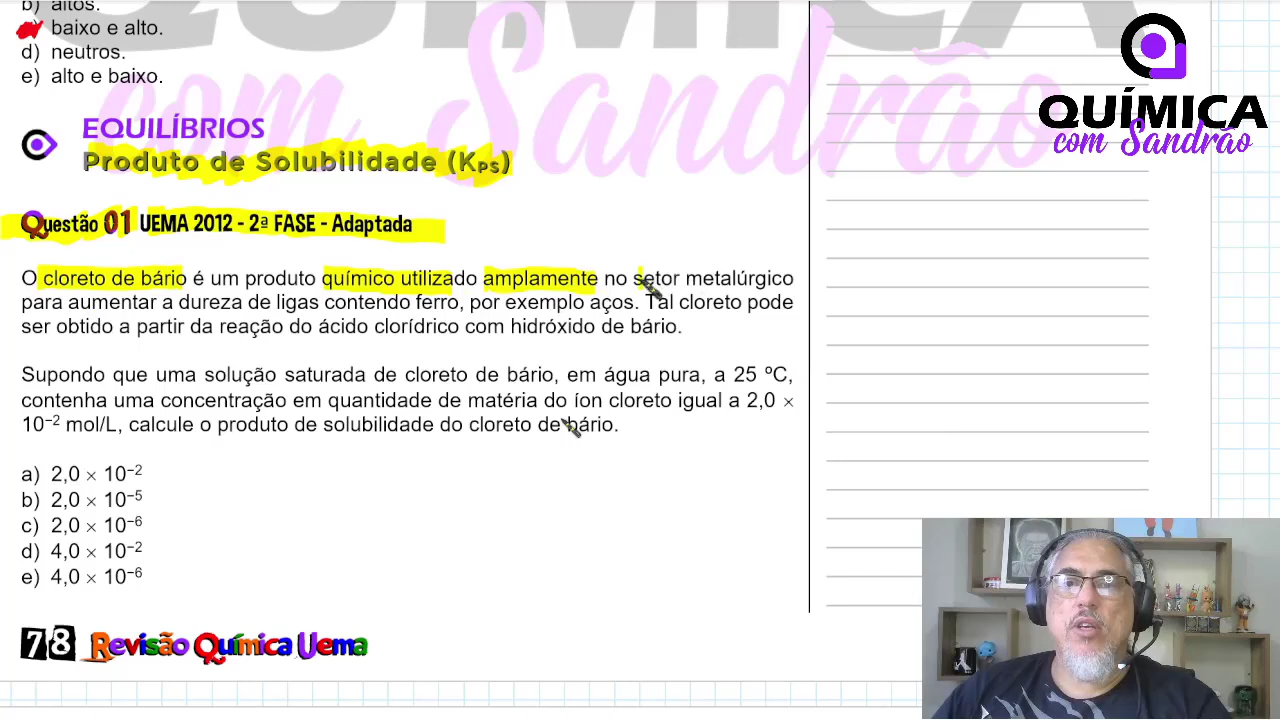 b) altos.
baixo e alto.
d) neutros.
e) alto e baixo.
QUÍMICA
com Sandrão
QUÍMICA
com Sandrão
EQUILÍBRIOS
Produto de Solubilidade (KPS)
Questão 01 UEMA 2012 - 2ª FASE - Adaptada
O cloreto de bário é um produto químico utilizado amplamente no setor metalúrgico
para aumentar a dureza de ligas contendo ferro, por exemplo aços. Tal cloreto pode
ser obtido a partir da reação do ácido clorídrico com hidróxido de bário.
Supondo que uma solução saturada de cloreto de bário, em água pura, a 25 ºC,
contenha uma concentração em quantidade de matéria do íon cloreto igual a 2,0 ×
10⁻² mol/L, calcule o produto de solubilidade do cloreto de bário.
a) 2,0 × 10⁻²
b) 2,0 × 10⁻⁵
c) 2,0 × 10⁻⁶
d) 4,0 × 10⁻²
e) 4,0 × 10⁻⁶
78 Revisão Química Uema